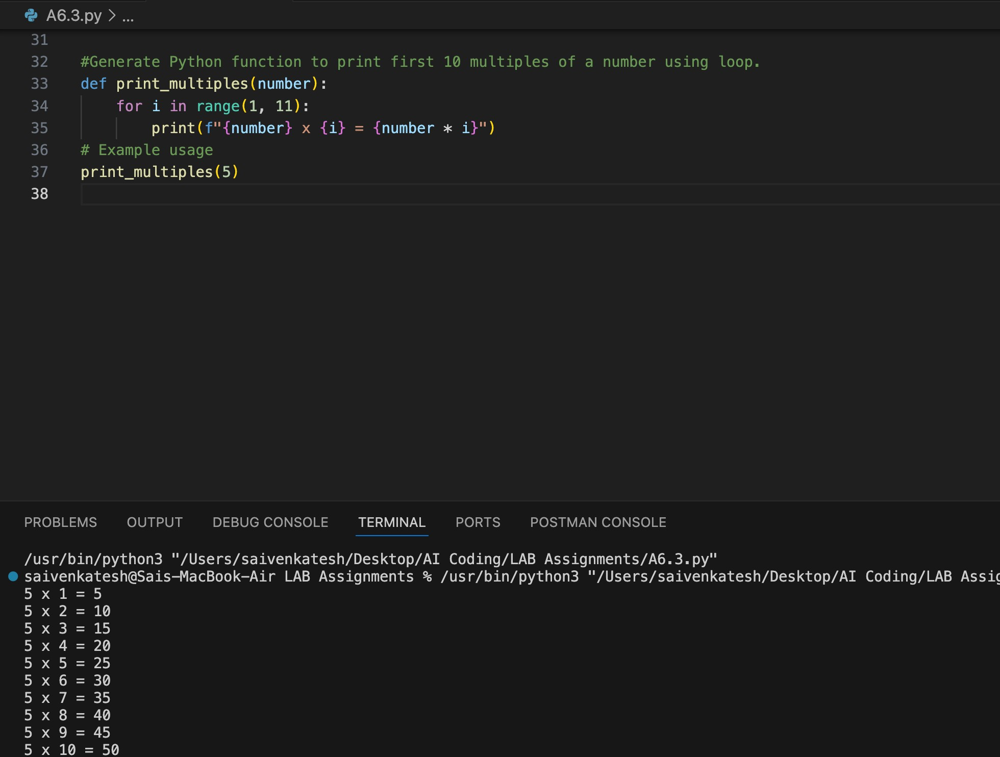 A6.3.py > ...
31
32 #Generate Python function to print first 10 multiples of a number using loop.
33 def print_multiples(number):
34     for i in range(1, 11):
35         print(f"{number} x {i} = {number * i}")
36 # Example usage
37 print_multiples(5)
38
PROBLEMS OUTPUT DEBUG CONSOLE TERMINAL PORTS POSTMAN CONSOLE
/usr/bin/python3 "/Users/saivenkatesh/Desktop/AI Coding/LAB Assignments/A6.3.py"
saivenkatesh@Sais-MacBook-Air LAB Assignments % /usr/bin/python3 "/Users/saivenkatesh/Desktop/AI Coding/LAB Assig
5 x 1 = 5
5 x 2 = 10
5 x 3 = 15
5 x 4 = 20
5 x 5 = 25
5 x 6 = 30
5 x 7 = 35
5 x 8 = 40
5 x 9 = 45
5 x 10 = 50